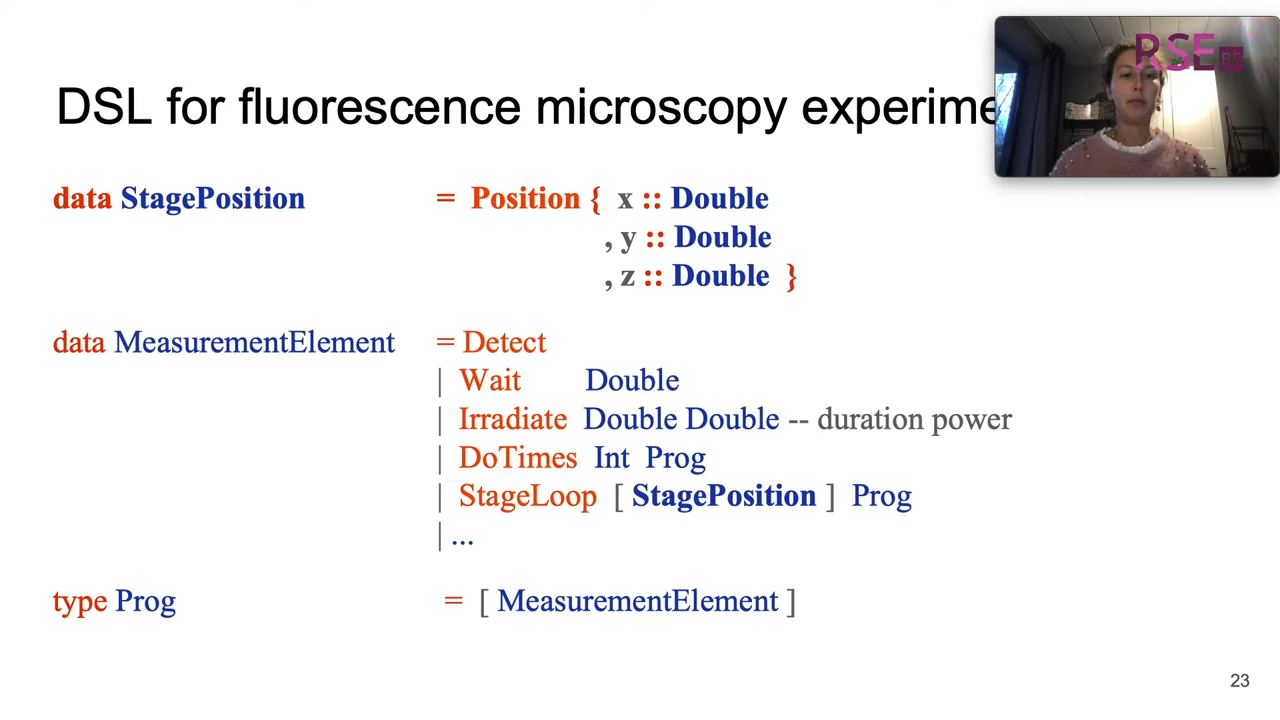 DSL for fluorescence microscopy experime
RSE
data StagePosition = Position { x :: Double
, y :: Double
, z :: Double }
data MeasurementElement = Detect
| Wait Double
| Irradiate Double Double -- duration power
| DoTimes Int Prog
| StageLoop [ StagePosition ] Prog
| ...
type Prog = [ MeasurementElement ]
23